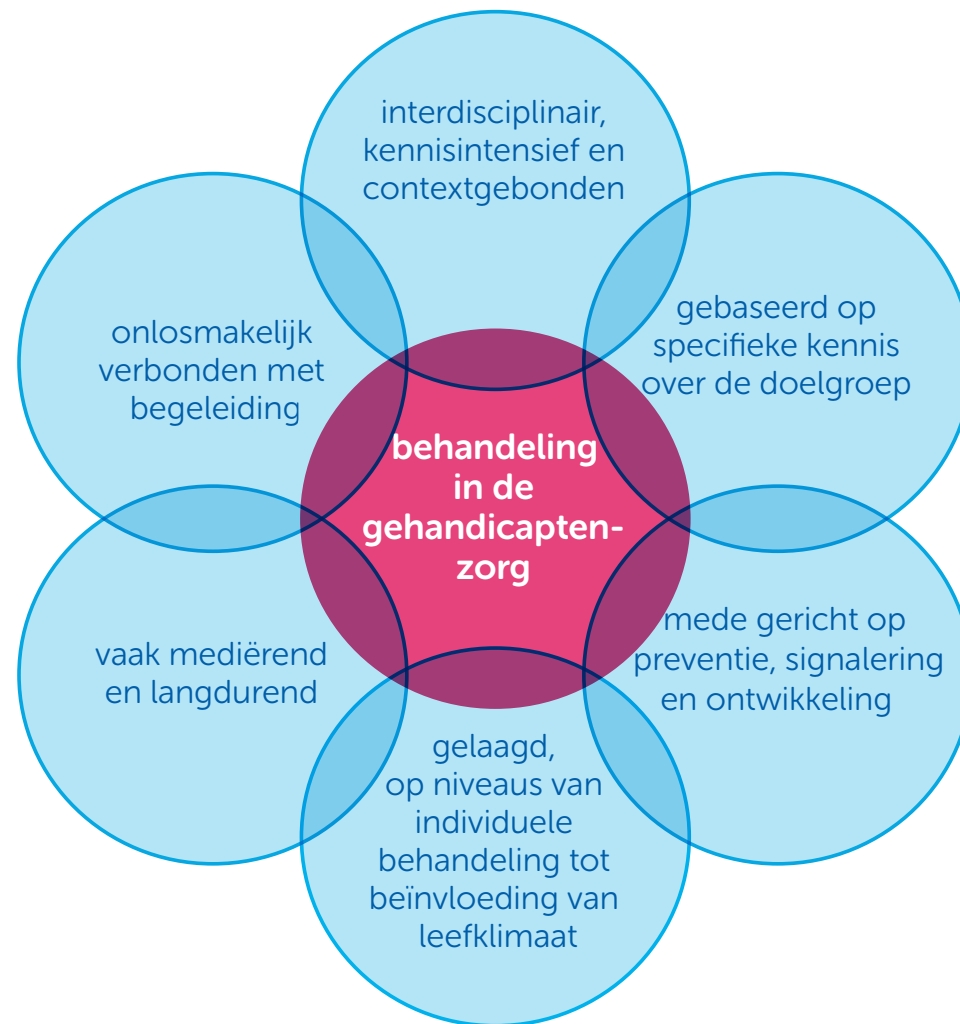 interdisciplinair,
kennisintensief en
contextgebonden
gebaseerd op
specifieke kennis
over de doelgroep
onlosmakelijk
verbonden met
begeleiding
behandeling
in de
gehandicapten-
zorg
mede gericht op
preventie, signalering
en ontwikkeling
vaak mediërend
en langdurend
gelaagd,
op niveaus van
individuele
behandeling tot
beïnvloeding van
leefklimaat